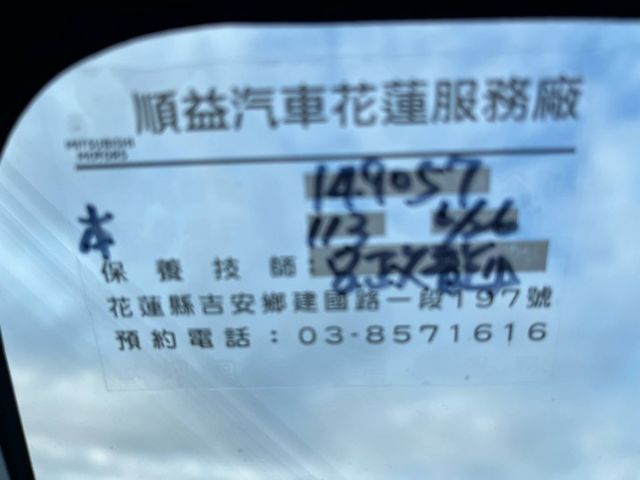 順益汽車花蓮服務廠
MITSUBISHI
MOTORS
149057
113
本
保養技師:
花蓮縣吉安鄉建國路一段197號
預約電話:03-8571616